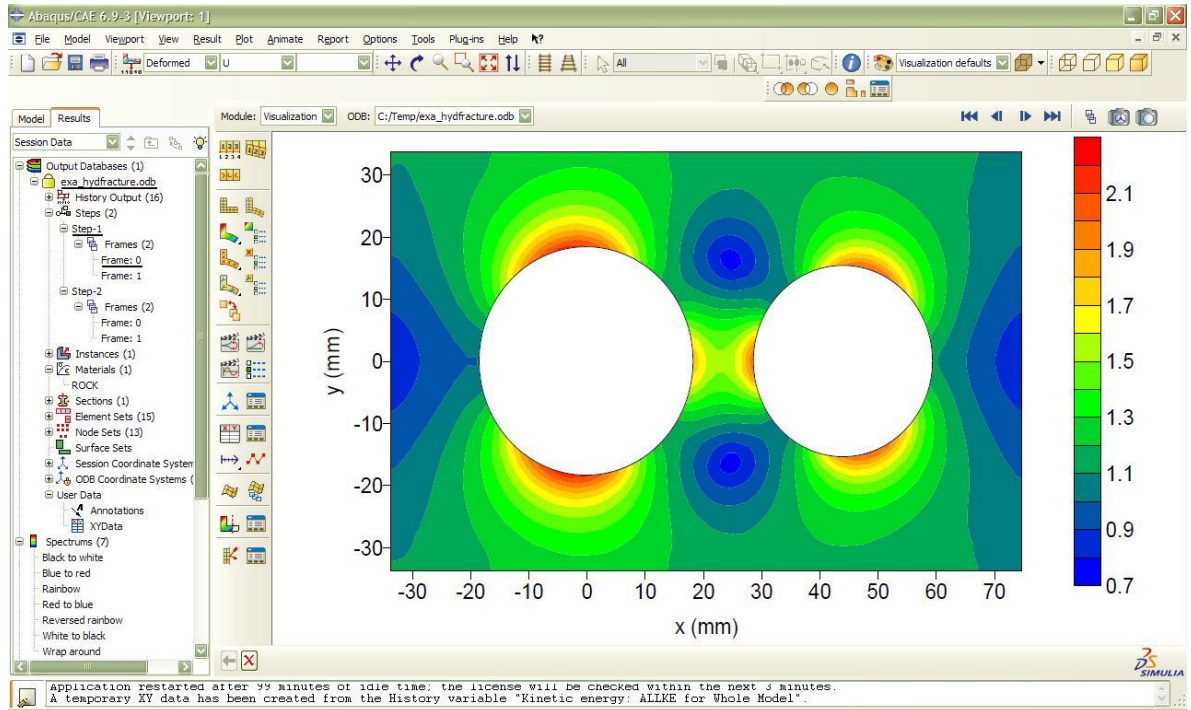 Abaqus/CAE 6.9-3 [Viewport: 1]
File Model Viewport View Result Plot Animate Report Options Tools Plug-ins Help
Deformed U All Visualization defaults
Model Results Module: Visualization ODB: C:/Temp/exa_hydfracture.odb
Session Data
Output Databases (1)
exa_hydfracture.odb
History Output (16)
Steps (2)
Step-1
Frames (2)
Frame: 0
Frame: 1
Step-2
Frames (2)
Frame: 0
Frame: 1
Instances (1)
Materials (1)
ROCK
Sections (1)
Element Sets (15)
Node Sets (13)
Surface Sets
Session Coordinate System
ODB Coordinate Systems (
User Data
Annotations
XYData
Spectrums (7)
Black to white
Blue to red
Rainbow
Red to blue
Reversed rainbow
White to black
Wrap around
30
20
10
0
-10
-20
-30
y (mm)
-30 -20 -10 0 10 20 30 40 50 60 70
x (mm)
2.1
1.9
1.7
1.5
1.3
1.1
0.9
0.7
SIMULIA
Application restarted after 99 minutes of idle time; the license will be checked within the next 3 minutes.
A temporary XY data has been created from the History variable "Kinetic energy: ALLKE for Whole Model".